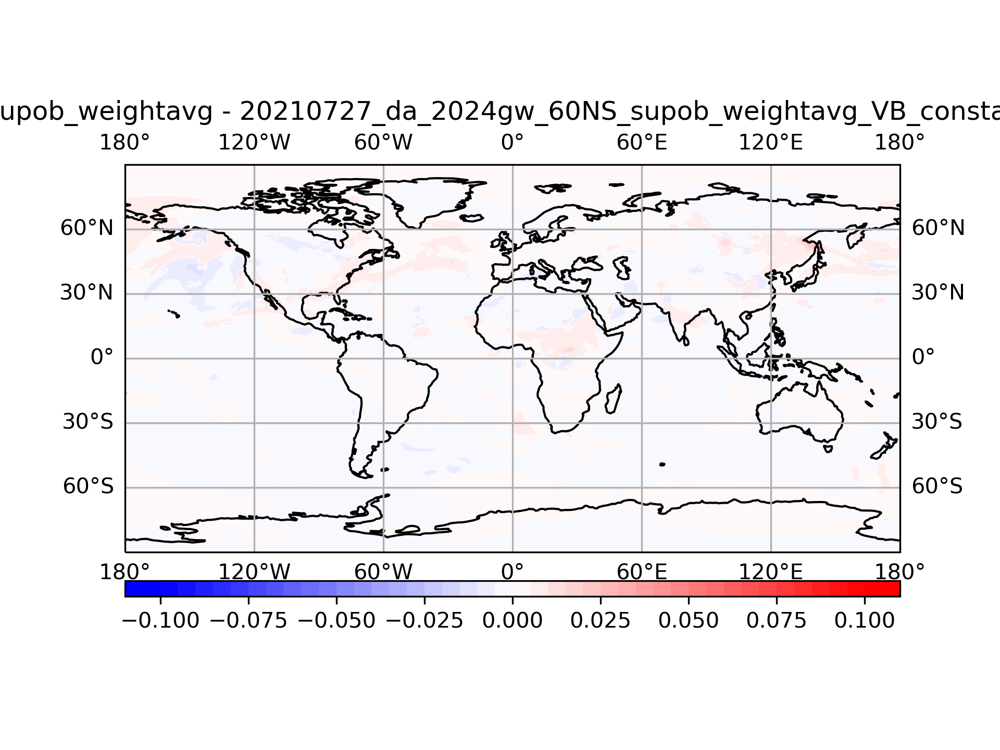 upob_weightavg - 20210727_da_2024gw_60NS_supob_weightavg_VB_consta
180° 120°W 60°W 0° 60°E 120°E 180°
60°N 60°N
30°N 30°N
0° 0°
30°S 30°S
60°S 60°S
180° 120°W 60°W 0° 60°E 120°E 180°
−0.100 −0.075 −0.050 −0.025 0.000 0.025 0.050 0.075 0.100